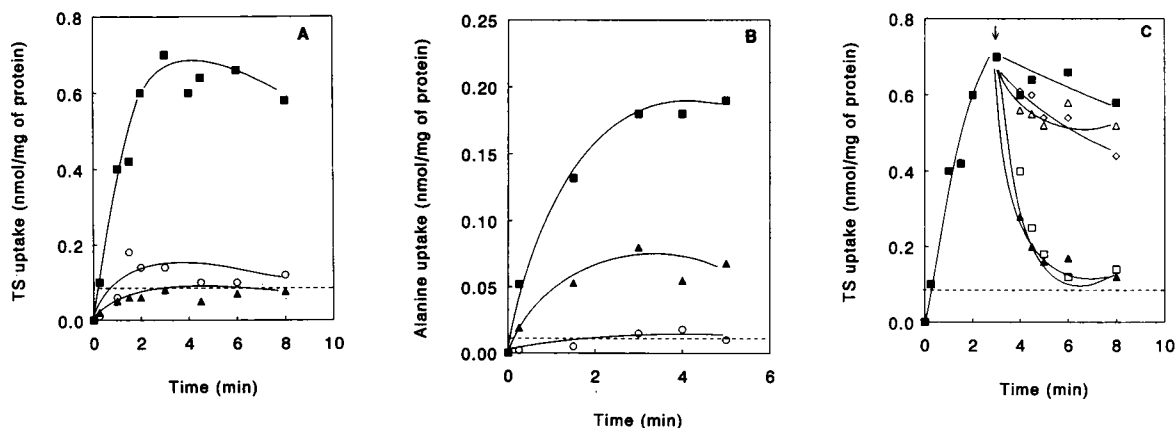 A
TS uptake (nmol/mg of protein)
0.8
0.6
0.4
0.2
0.0
0 2 4 6 8 10
Time (min)
B
Alanine uptake (nmol/mg of protein)
0.25
0.20
0.15
0.10
0.05
0.00
0 2 4 6
Time (min)
C
TS uptake (nmol/mg of protein)
0.8
0.6
0.4
0.2
0.0
0 2 4 6 8 10
Time (min)